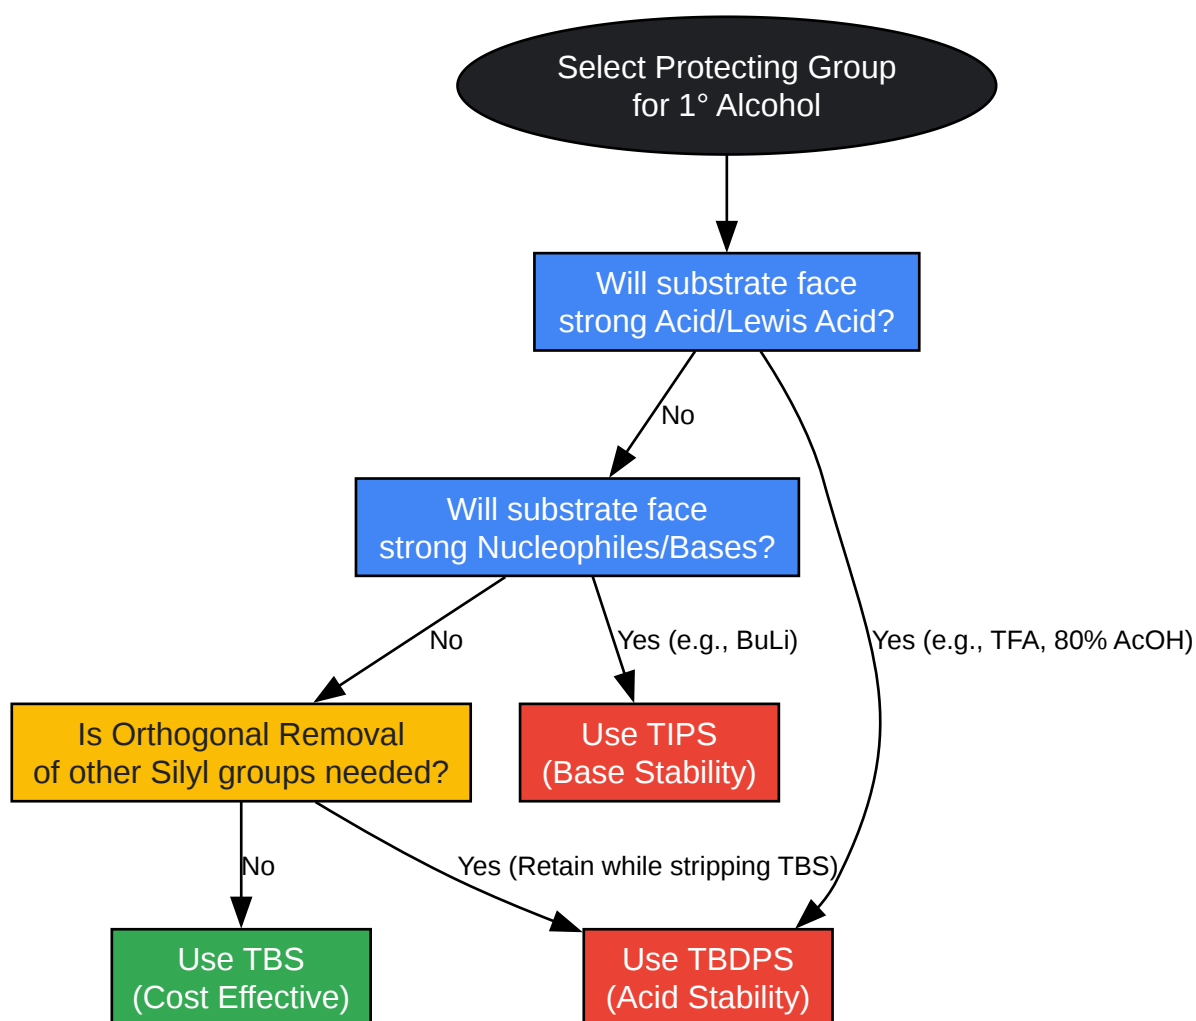 Select Protecting Group
for 1° Alcohol
Will substrate face
strong Acid/Lewis Acid?
No
Will substrate face
strong Nucleophiles/Bases?
No
Yes (e.g., BuLi)
Yes (e.g., TFA, 80% AcOH)
Is Orthogonal Removal
of other Silyl groups needed?
Use TIPS
(Base Stability)
No
Yes (Retain while stripping TBS)
Use TBS
(Cost Effective)
Use TBDPS
(Acid Stability)